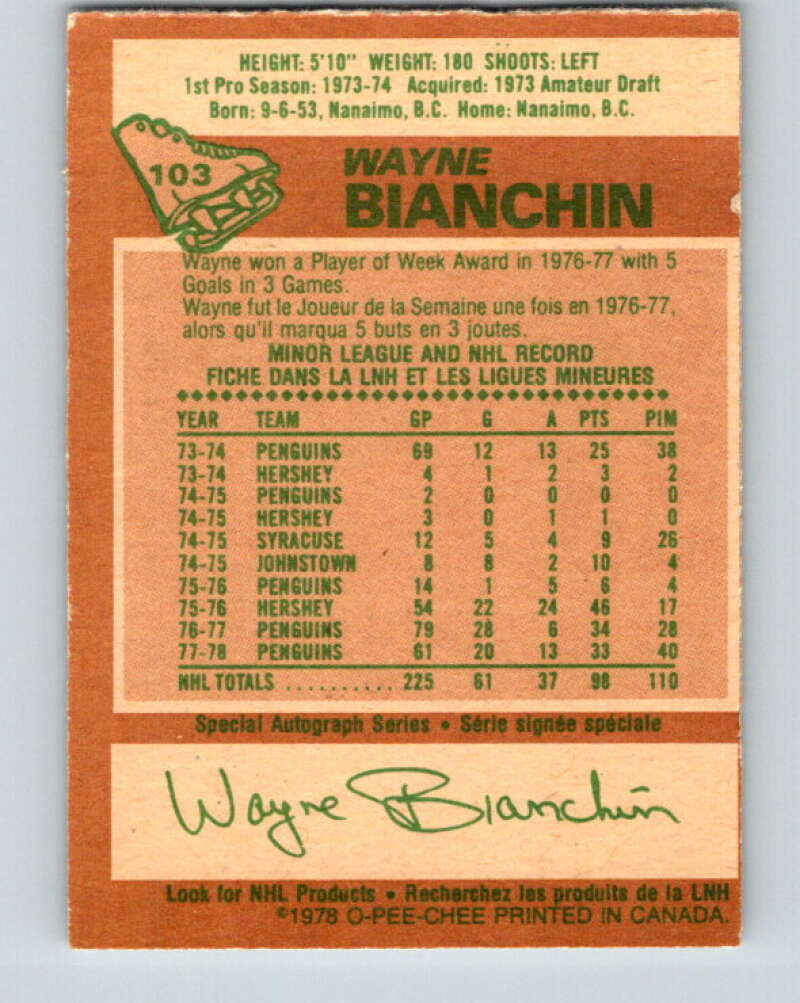 HEIGHT: 5'10" WEIGHT: 180 SHOOTS: LEFT
1st Pro Season: 1973-74 Acquired: 1973 Amateur Draft
Born: 9-6-53, Nanaimo, B.C. Home: Nanaimo, B.C.
103
WAYNE
BIANCHIN
Wayne won a Player of Week Award in 1976-77 with 5
Goals in 3 Games.
Wayne fut le Joueur de la Semaine une fois en 1976-77,
alors qu'il marqua 5 buts en 3 joutes.
MINOR LEAGUE AND NHL RECORD
FICHE DANS LA LNH ET LES LIGUES MINEURES
YEAR TEAM GP G A PTS PIM
73-74 PENGUINS 69 12 13 25 38
73-74 HERSHEY 4 1 2 3 2
74-75 PENGUINS 2 0 0 0 0
74-75 HERSHEY 3 0 1 1 0
74-75 SYRACUSE 12 5 4 9 26
74-75 JOHNSTOWN 8 8 2 10 4
75-76 PENGUINS 14 1 5 6 4
75-76 HERSHEY 54 22 24 46 17
76-77 PENGUINS 79 28 6 34 28
77-78 PENGUINS 61 20 13 33 40
NHL TOTALS .......... 225 61 37 98 110
Special Autograph Series • Série signée spéciale
Wayne Bianchin
Look for NHL Products • Recherchez les produits de la LNH
©1978 O-PEE-CHEE PRINTED IN CANADA.